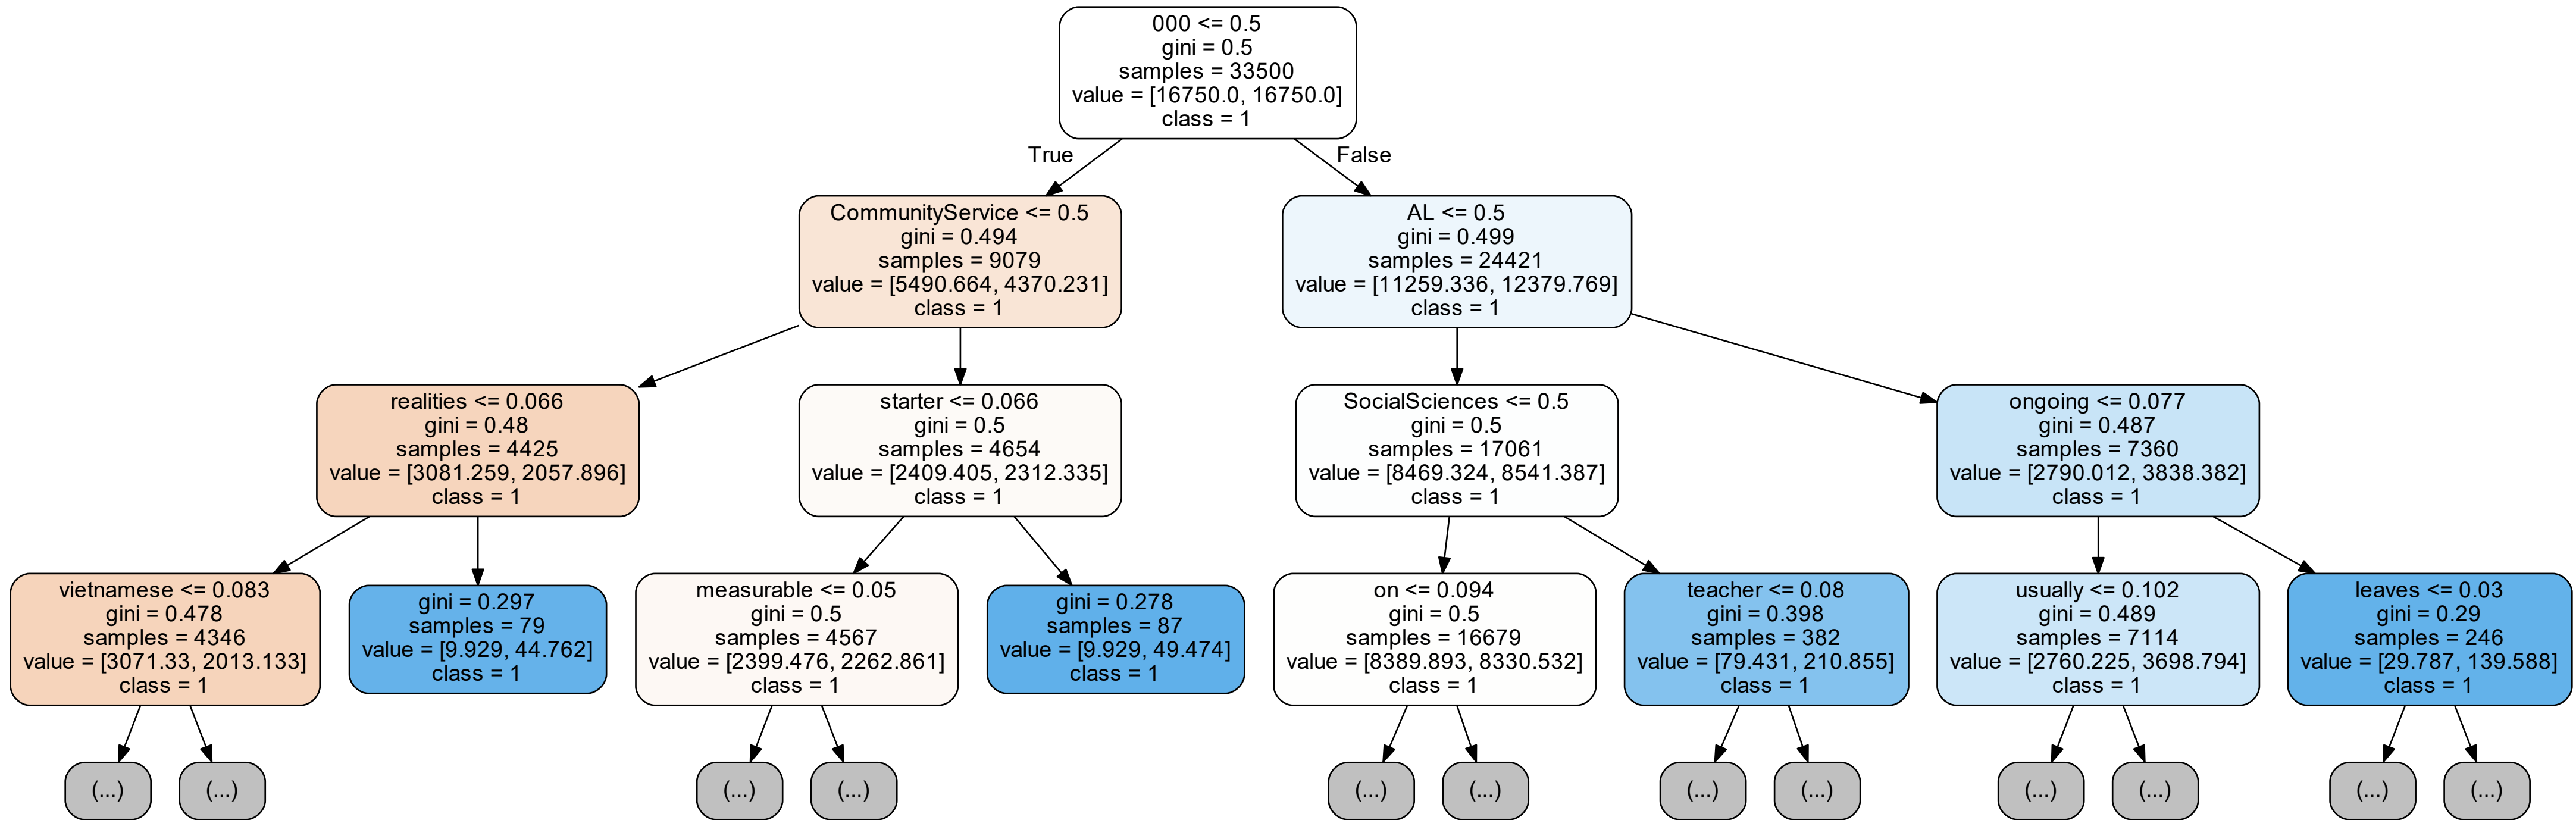 000 <= 0.5
gini = 0.5
samples = 33500
value = [16750.0, 16750.0]
class = 1
True
False
CommunityService <= 0.5
gini = 0.494
samples = 9079
value = [5490.664, 4370.231]
class = 1
AL <= 0.5
gini = 0.499
samples = 24421
value = [11259.336, 12379.769]
class = 1
realities <= 0.066
gini = 0.48
samples = 4425
value = [3081.259, 2057.896]
class = 1
starter <= 0.066
gini = 0.5
samples = 4654
value = [2409.405, 2312.335]
class = 1
SocialSciences <= 0.5
gini = 0.5
samples = 17061
value = [8469.324, 8541.387]
class = 1
ongoing <= 0.077
gini = 0.487
samples = 7360
value = [2790.012, 3838.382]
class = 1
vietnamese <= 0.083
gini = 0.478
samples = 4346
value = [3071.33, 2013.133]
class = 1
gini = 0.297
samples = 79
value = [9.929, 44.762]
class = 1
measurable <= 0.05
gini = 0.5
samples = 4567
value = [2399.476, 2262.861]
class = 1
gini = 0.278
samples = 87
value = [9.929, 49.474]
class = 1
on <= 0.094
gini = 0.5
samples = 16679
value = [8389.893, 8330.532]
class = 1
teacher <= 0.08
gini = 0.398
samples = 382
value = [79.431, 210.855]
class = 1
usually <= 0.102
gini = 0.489
samples = 7114
value = [2760.225, 3698.794]
class = 1
leaves <= 0.03
gini = 0.29
samples = 246
value = [29.787, 139.588]
class = 1
(...)
(...)
(...)
(...)
(...)
(...)
(...)
(...)
(...)
(...)
(...)
(...)